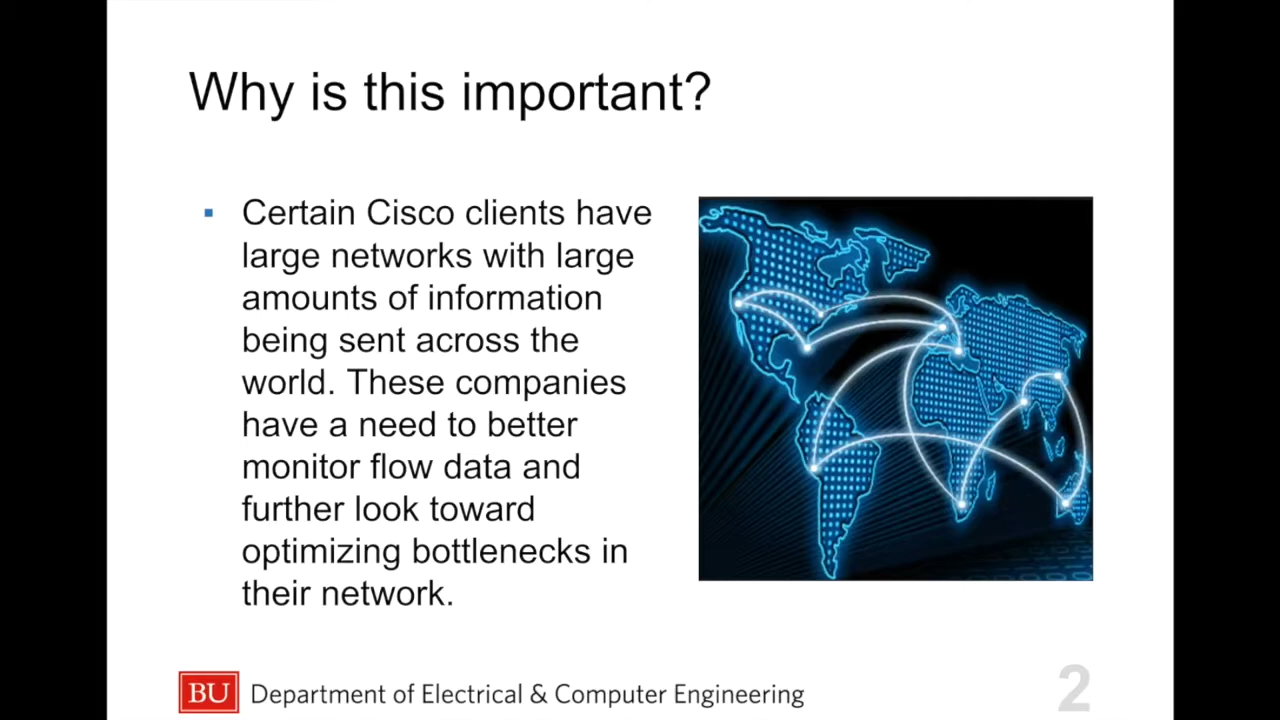 Why is this important?
Certain Cisco clients have
large networks with large
amounts of information
being sent across the
world. These companies
have a need to better
monitor flow data and
further look toward
optimizing bottlenecks in
their network.
BU Department of Electrical & Computer Engineering
2